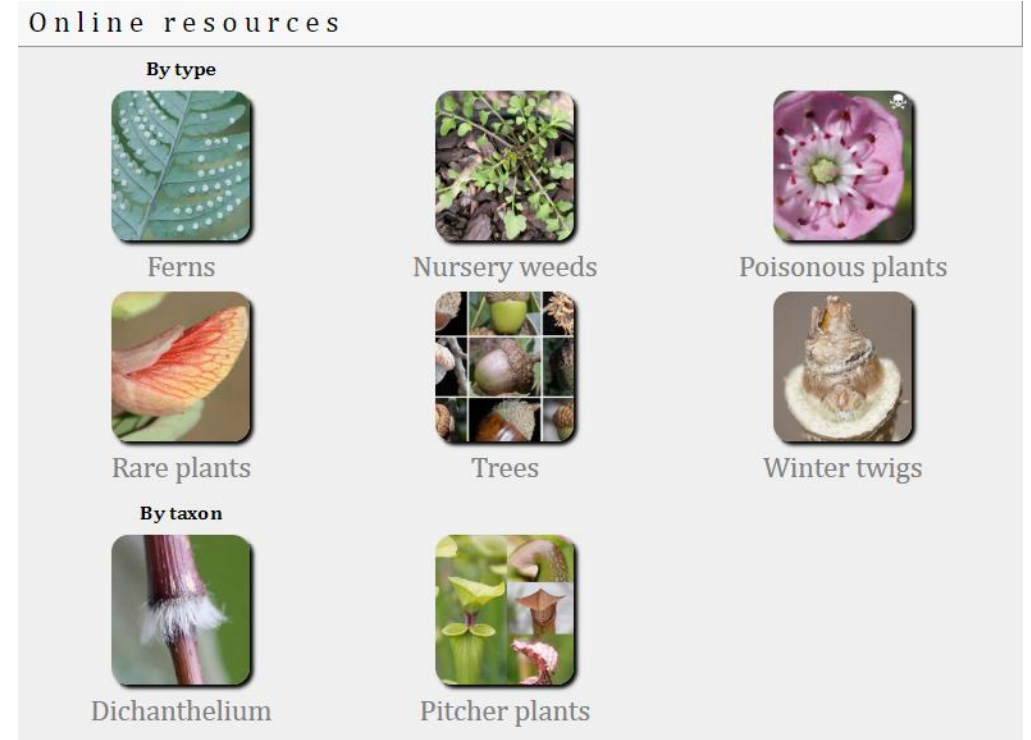 Online resources
By type
Ferns
Nursery weeds
Poisonous plants
Rare plants
Trees
Winter twigs
By taxon
Dichanthelium
Pitcher plants